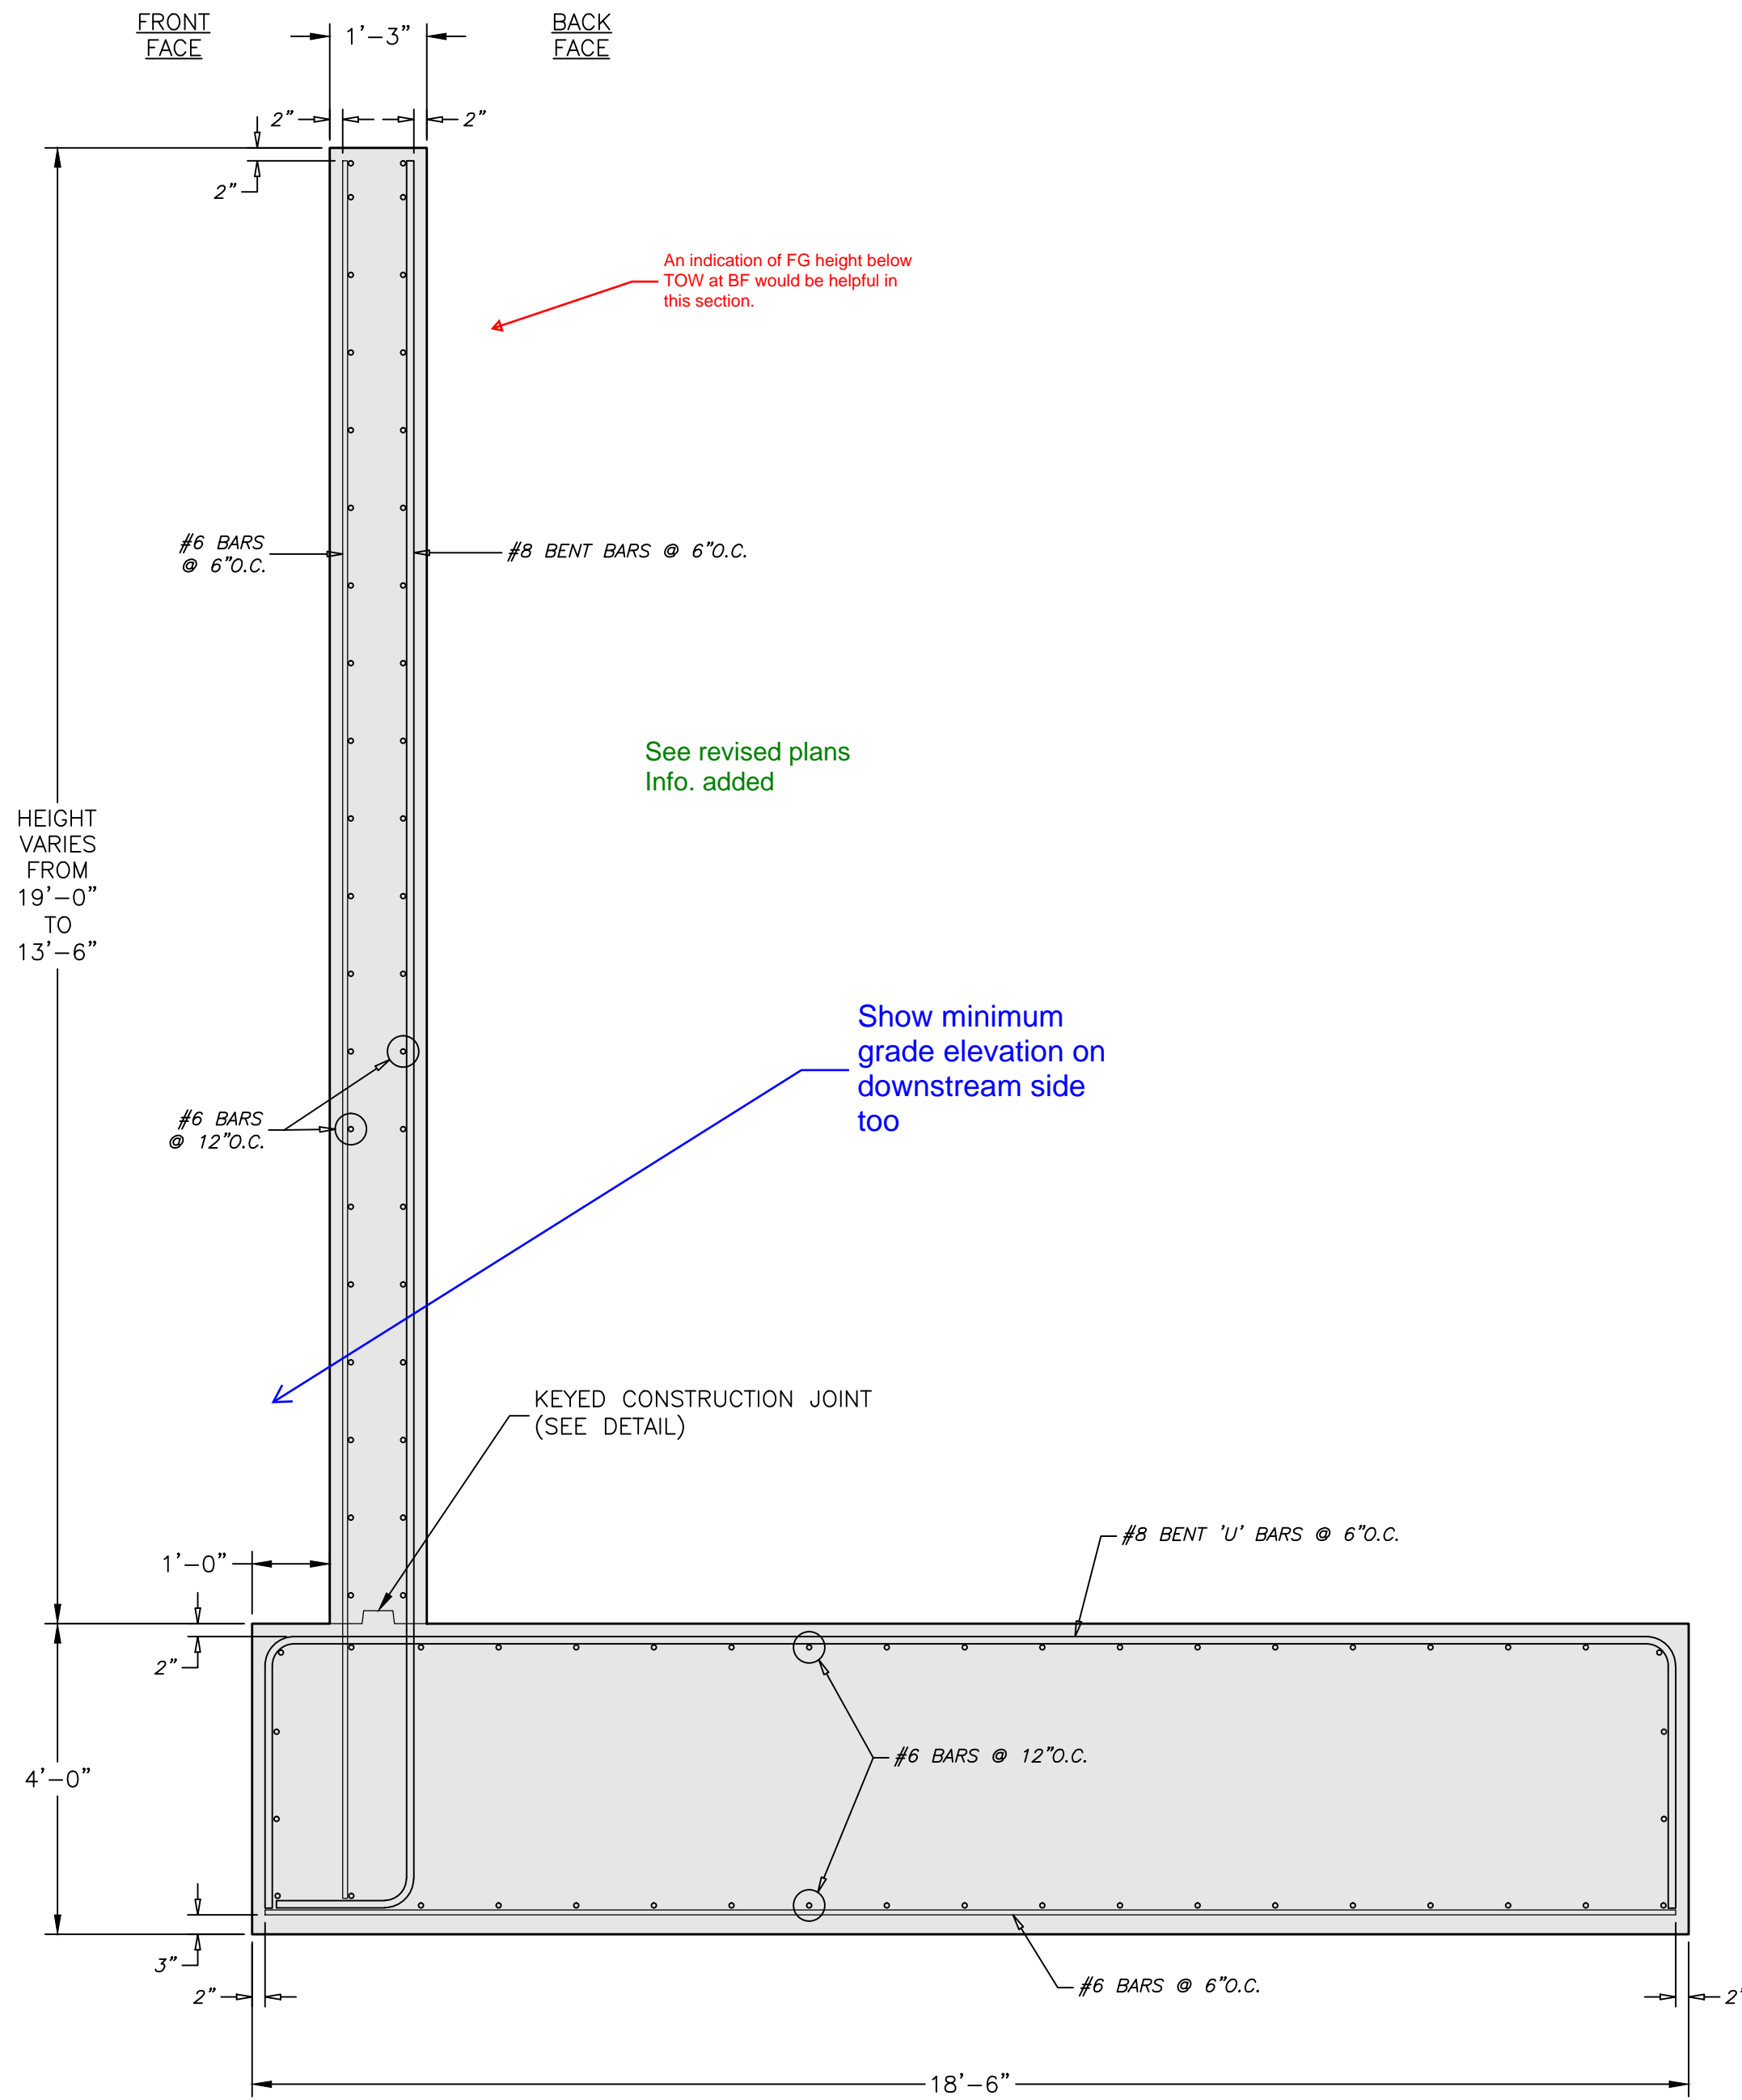 FRONT
FACE
1'-3"
BACK
FACE
2"
2"
2"
An indication of FG height below
TOW at BF would be helpful in
this section.
#6 BARS
@ 6"O.C.
#8 BENT BARS @ 6"O.C.
See revised plans
Info. added
HEIGHT
VARIES
FROM
19'-0"
TO
13'-6"
Show minimum
grade elevation on
downstream side
too
#6 BARS
@ 12"O.C.
KEYED CONSTRUCTION JOINT
(SEE DETAIL)
#8 BENT 'U' BARS @ 6"O.C.
1'-0"
2"
#6 BARS @ 12"O.C.
4'-0"
3"
#6 BARS @ 6"O.C.
2"
2"
18'-6"